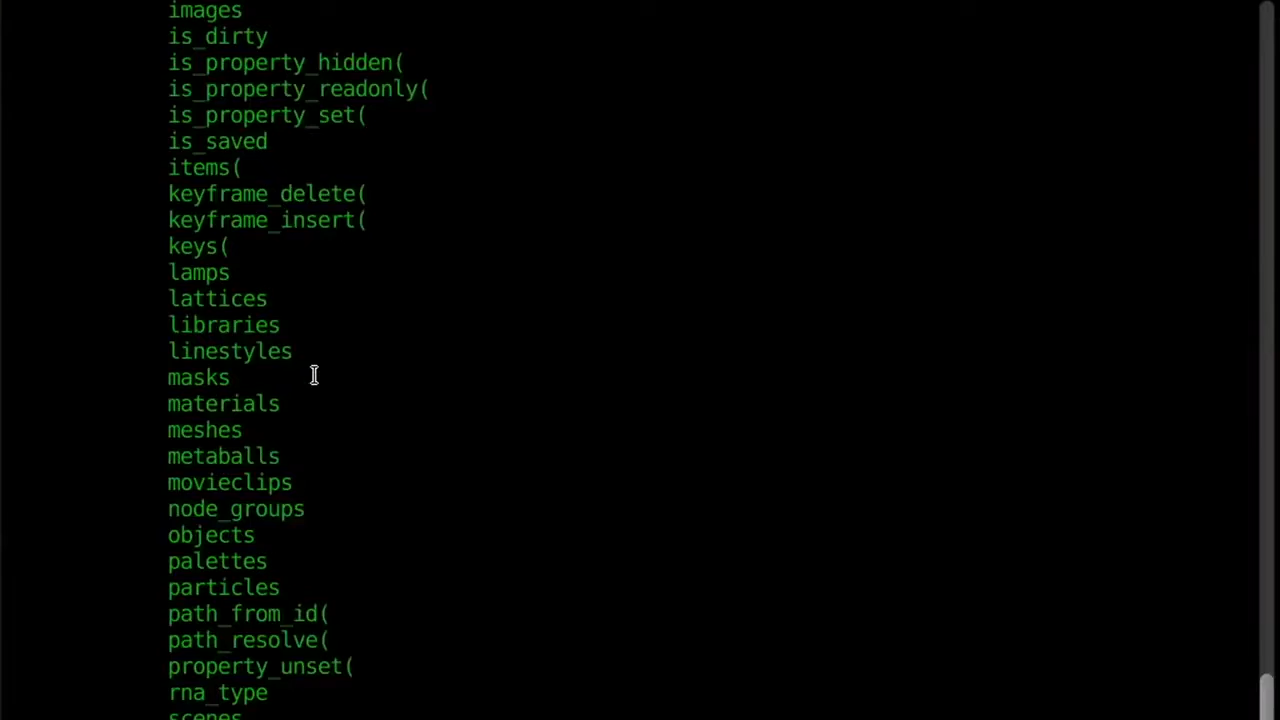 images
is_dirty
is_property_hidden(
is_property_readonly(
is_property_set(
is_saved
items(
keyframe_delete(
keyframe_insert(
keys(
lamps
lattices
libraries
linestyles
masks
materials
meshes
metaballs
movieclips
node_groups
objects
palettes
particles
path_from_id(
path_resolve(
property_unset(
rna_type
scenes